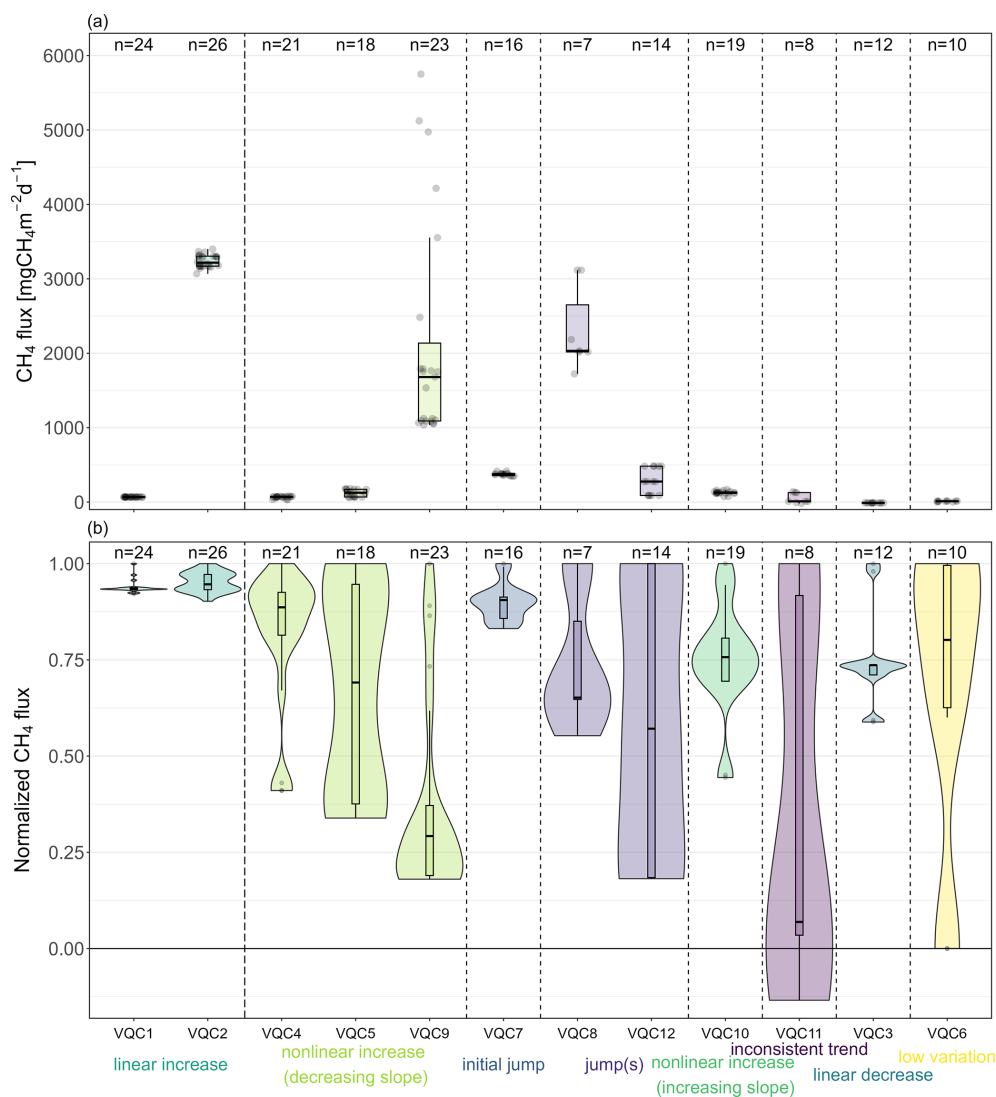 (a)
n=24 n=26 n=21 n=18 n=23 n=16 n=7 n=14 n=19 n=8 n=12 n=10
6000
5000
4000
3000
2000
1000
0
CH₄ flux [mgCH₄m⁻²d⁻¹]
(b)
n=24 n=26 n=21 n=18 n=23 n=16 n=7 n=14 n=19 n=8 n=12 n=10
1.00
0.75
0.50
0.25
0.00
Normalized CH₄ flux
VQC1 VQC2 VQC4 VQC5 VQC9 VQC7 VQC8 VQC12 VQC10 VQC11 VQC3 VQC6
linear increase
nonlinear increase
(decreasing slope)
initial jump
jump(s)
nonlinear increase
(increasing slope)
inconsistent trend
linear decrease
low variation